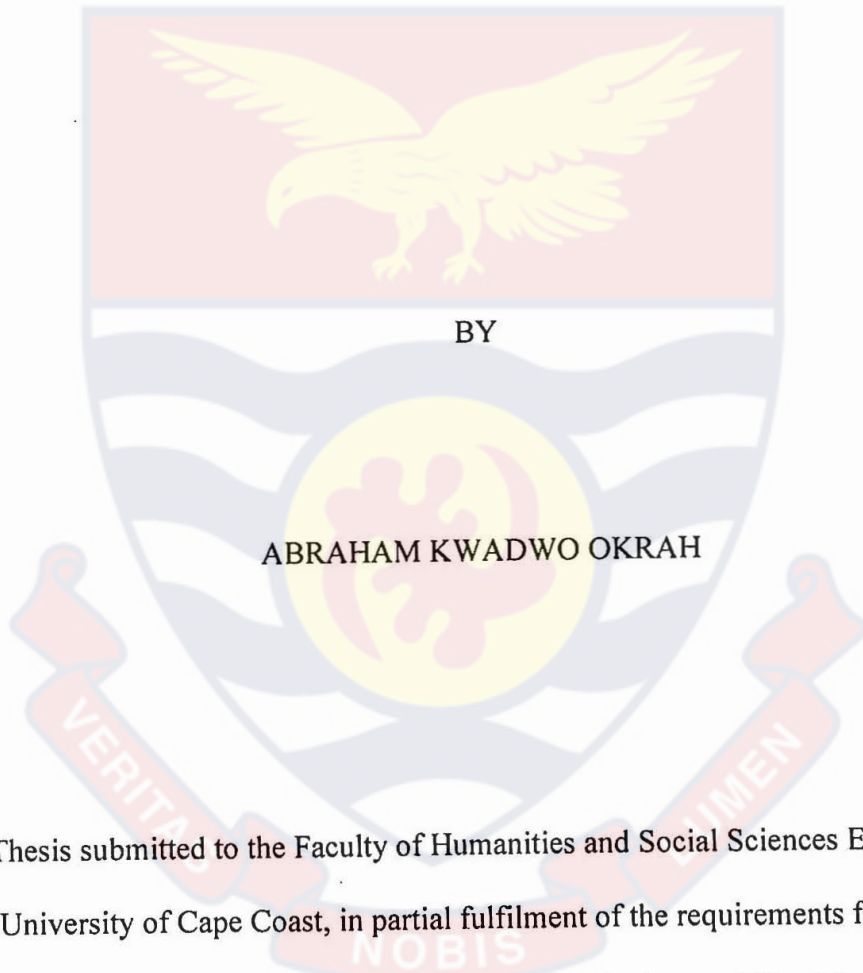 BY
ABRAHAM KWADWO OKRAH
Thesis submitted to the Faculty of Humanities and Social Sciences
University of Cape Coast, in partial fulfilment of the requirements
VERITAS
NOBIS
LUMEN